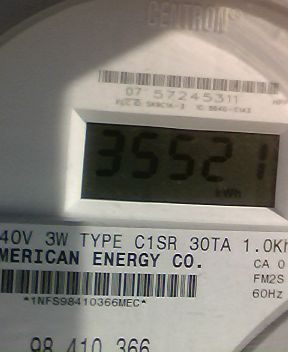 CENTRON
07 57245311
35521
kWh
40V 3W TYPE C1SR 30TA 1.0Kh
MERICAN ENERGY CO.
CA 0
FM2S
60Hz
*1NFS98410366MEC*
98 410 366